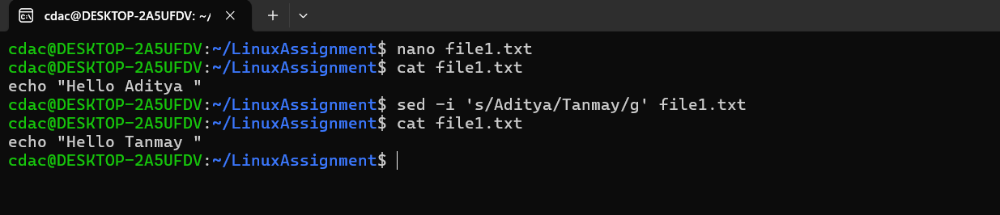 cdac@DESKTOP-2A5UFDV: ~/
cdac@DESKTOP-2A5UFDV:~/LinuxAssignment$ nano file1.txt
cdac@DESKTOP-2A5UFDV:~/LinuxAssignment$ cat file1.txt
echo "Hello Aditya "
cdac@DESKTOP-2A5UFDV:~/LinuxAssignment$ sed -i 's/Aditya/Tanmay/g' file1.txt
cdac@DESKTOP-2A5UFDV:~/LinuxAssignment$ cat file1.txt
echo "Hello Tanmay "
cdac@DESKTOP-2A5UFDV:~/LinuxAssignment$